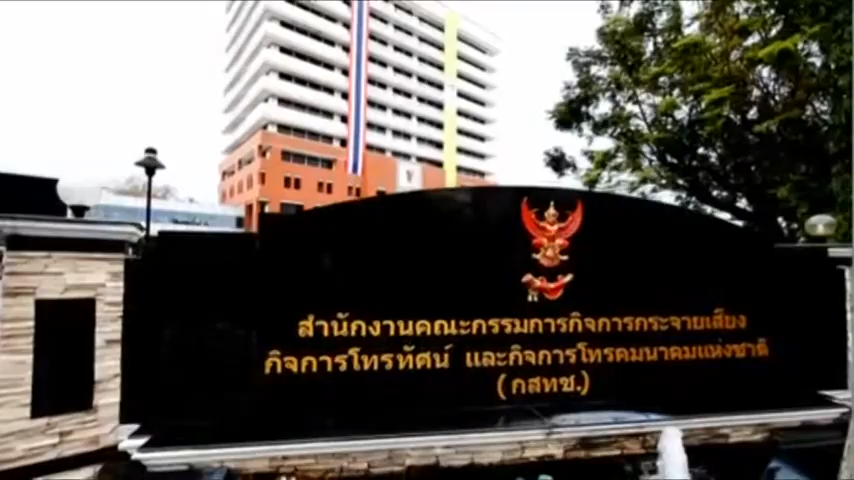 สำนักงานคณะกรรมการกิจการกระจายเสียง
กิจการโทรทัศน์ และกิจการโทรคมนาคมแห่งชาติ
(กสทช.)